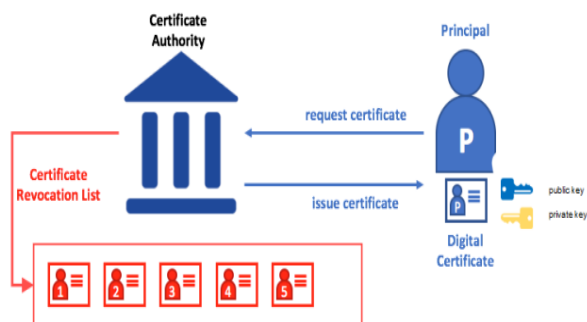 Certificate
Authority
Principal
request certificate
P
Certificate
Revocation List
issue certificate
P
public key
private key
Digital
Certificate
1
2
3
4
5